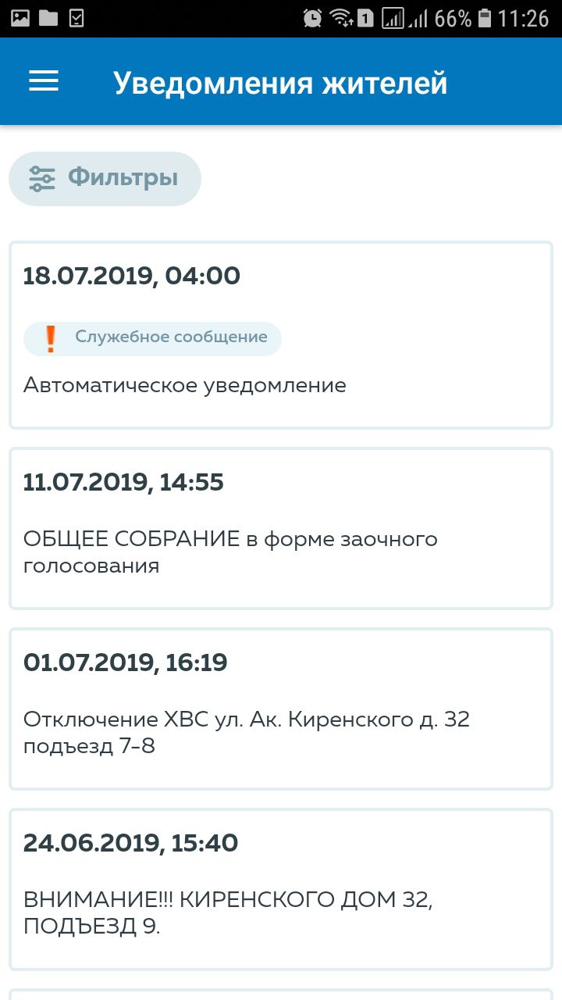 1 66% 11:26
Уведомления жителей
Фильтры
18.07.2019, 04:00
Служебное сообщение
Автоматическое уведомление
11.07.2019, 14:55
ОБЩЕЕ СОБРАНИЕ в форме заочного
голосования
01.07.2019, 16:19
Отключение ХВС ул. Ак. Киренского д. 32
подъезд 7-8
24.06.2019, 15:40
ВНИМАНИЕ!!! КИРЕНСКОГО ДОМ 32,
ПОДЪЕЗД 9.